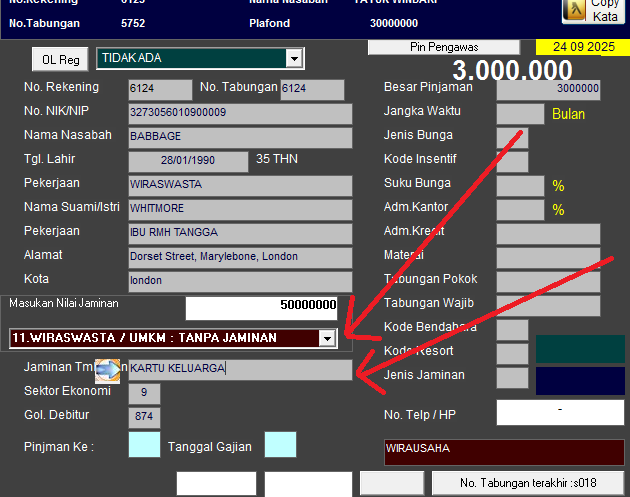 No.Rekening 6123 Nama Nasabah TATUK WINDARI
No.Tabungan 5752 Plafond 30000000
Copy
Kata
OL Reg TIDAK ADA Pin Pengawas 24 09 2025
3.000.000
No. Rekening 6124 No. Tabungan 6124 Besar Pinjaman 3000000
No. NIK/NIP 3273056010900009 Jangka Waktu Bulan
Nama Nasabah BABBAGE Jenis Bunga
Tgl. Lahir 28/01/1990 35 THN Kode Insentif
Pekerjaan WIRASWASTA Suku Bunga %
Nama Suami/Istri WHITMORE Adm.Kantor %
Pekerjaan IBU RMH TANGGA Adm.Kredit
Alamat Dorset Street, Marylebone, London Materai
Kota london Tabungan Pokok
Masukan Nilai Jaminan 50000000 Tabungan Wajib
11.WIRASWASTA / UMKM : TANPA JAMINAN Kode Bendahara
Kode Resort
Jaminan Tm n KARTU KELUARGA Jenis Jaminan
Sektor Ekonomi 9
Gol. Debitur 874 No. Telp / HP -
Pinjman Ke : Tanggal Gajian WIRAUSAHA
No. Tabungan terakhir :s018